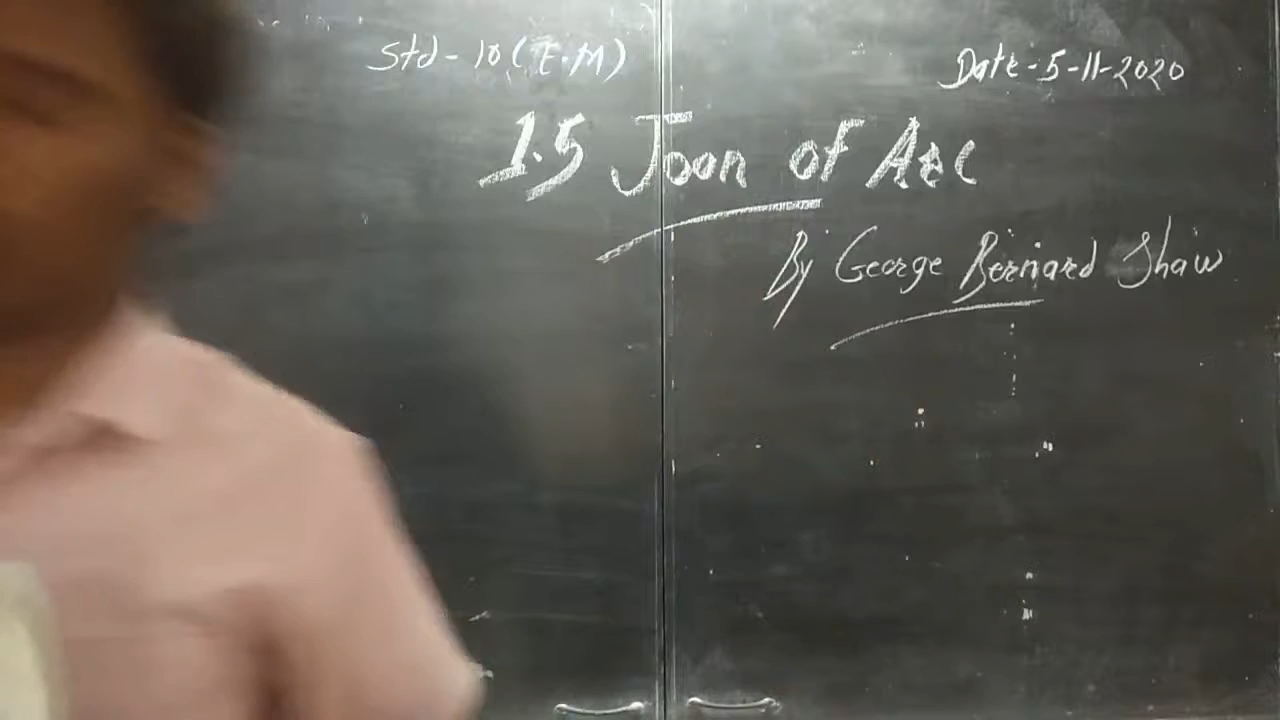 Std - 10 (E.M)
Date - 5-11-2020
1.5 Joan of Arc
By George Bernard Shaw